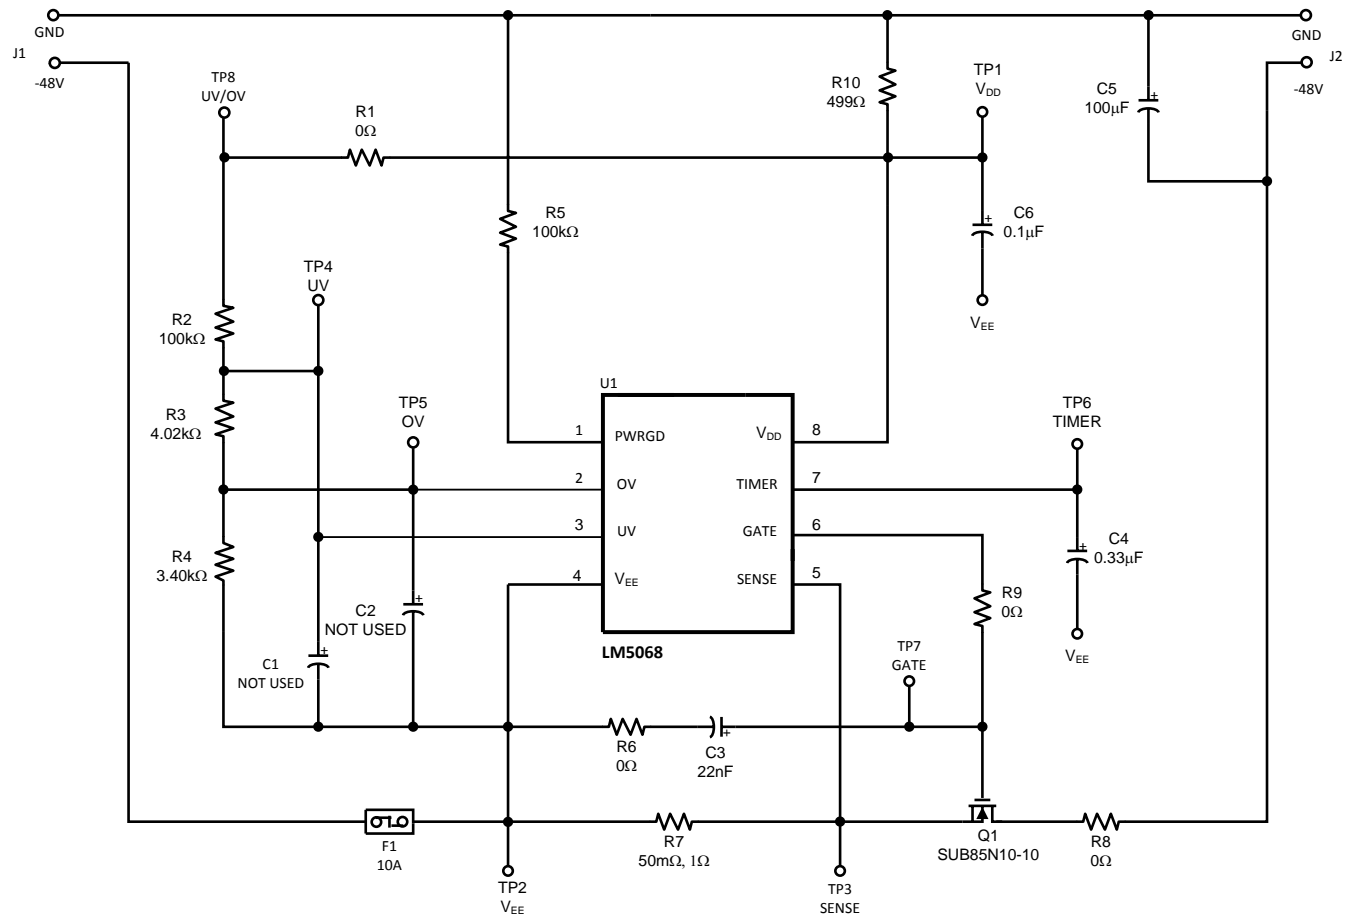 GND
J1
-48V
TP8
UV/OV
R1
0Ω
R10
499Ω
TP1
VDD
C5
100µF
+
GND
J2
-48V
R5
100kΩ
+
C6
0.1µF
VEE
TP4
UV
R2
100kΩ
R3
4.02kΩ
TP5
OV
U1
1
PWRGD
2
OV
3
UV
4
VEE
VDD
8
TIMER
7
GATE
6
SENSE
5
LM5068
TP6
TIMER
+
C4
0.33µF
VEE
R4
3.40kΩ
C2
NOT USED
+
C1
NOT USED
+
R9
0Ω
TP7
GATE
R6
0Ω
C3
22nF
+
F1
10A
TP2
VEE
R7
50mΩ, 1Ω
TP3
SENSE
Q1
SUB85N10-10
R8
0Ω